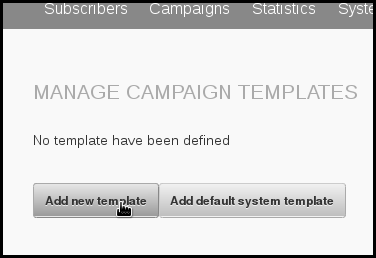 Subscribers Campaigns Statistics
MANAGE CAMPAIGN TEMPLATES
No template have been defined
Add new template Add default system template